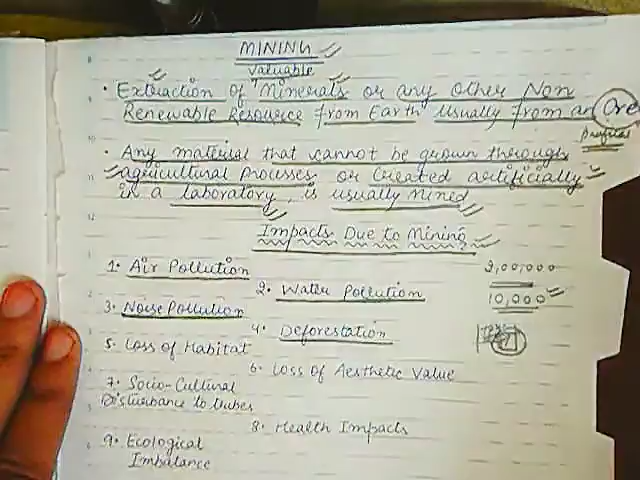 MINING
Valuable
• Extraction of Minerals or any other Non
Renewable Resource from Earth Usually from an Ore
profites
• Any material that cannot be grown through
agricultural processes or Created artificially
in a laboratory, is usually Mined
Impacts Due to Mining
1. Air Pollution
2,00,000
2. Water Pollution
10,000
3. Noise Pollution
4. Deforestation
5. Loss of Habitat
6. Loss of Aesthetic Value
7. Socio-Cultural
Disturbance to tribes
8. Health Impacts
9. Ecological
Imbalance